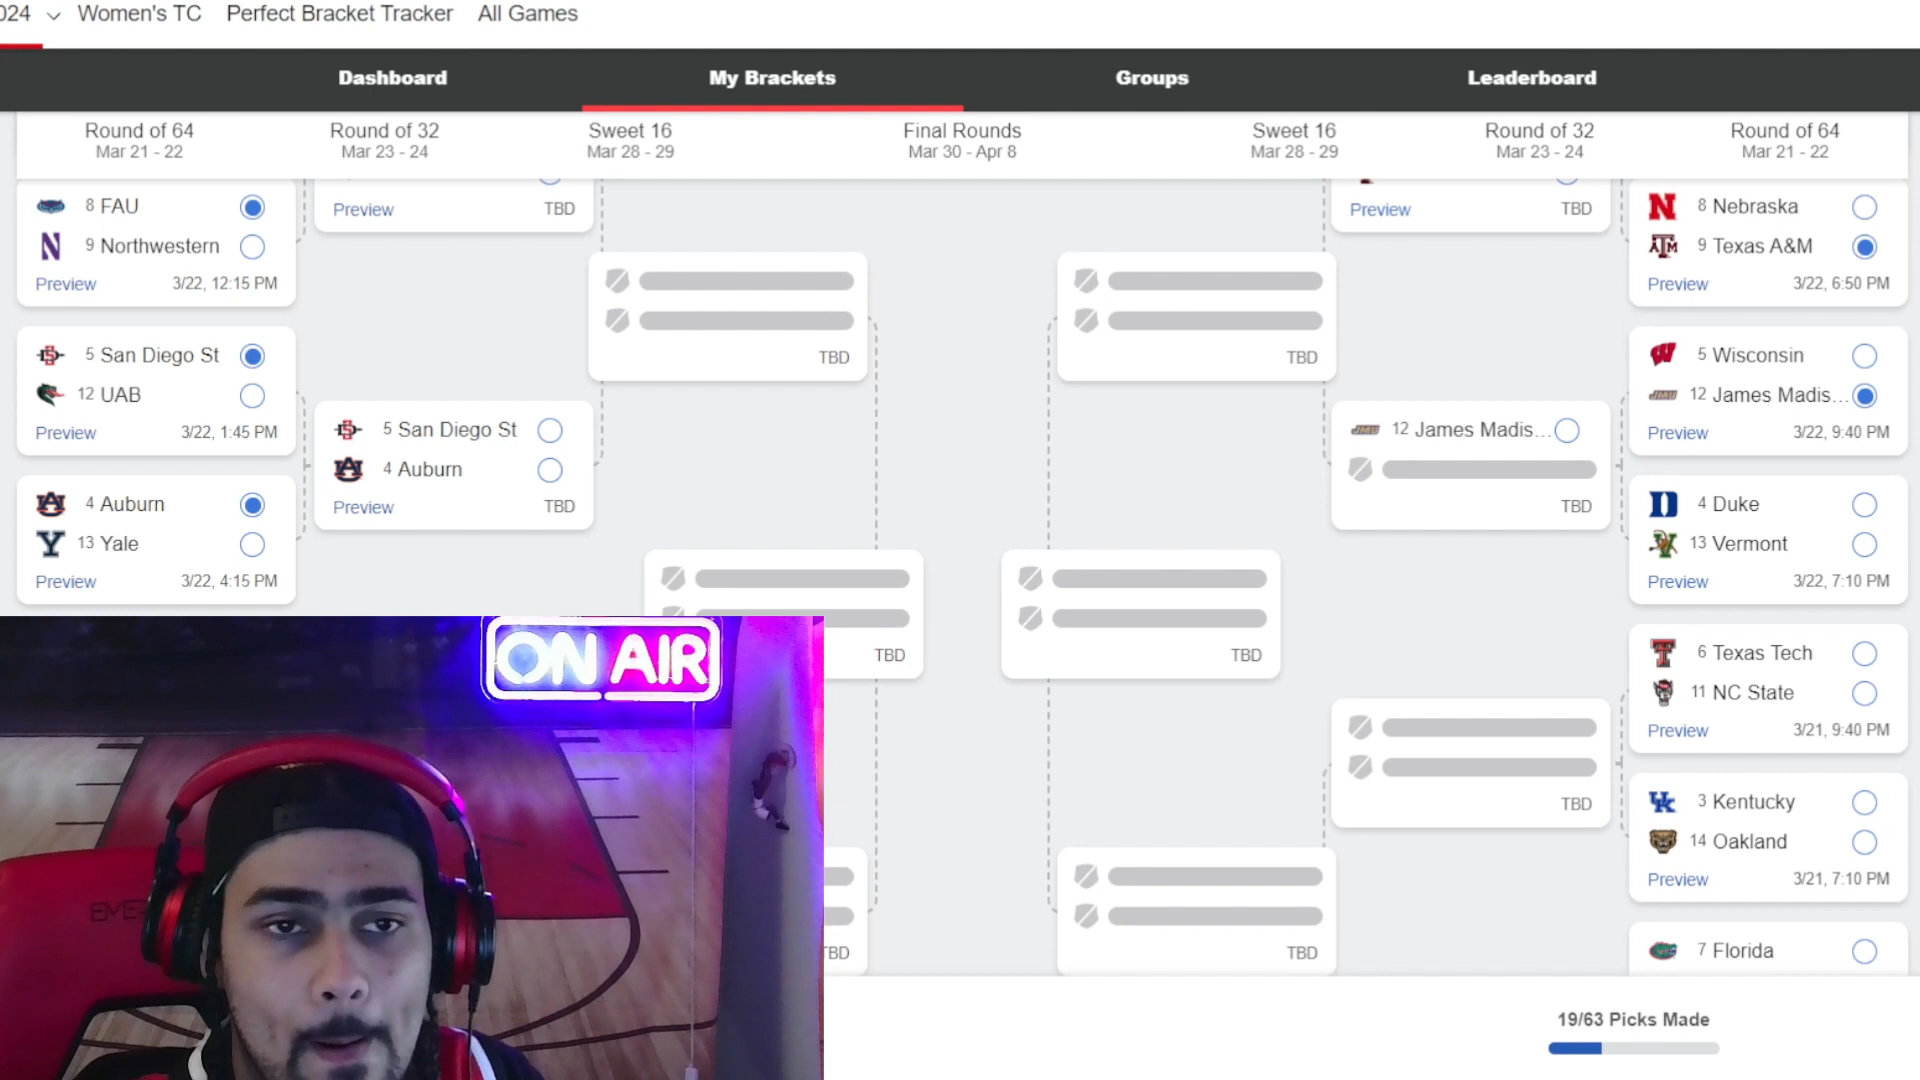 024 Women's TC Perfect Bracket Tracker All Games
Dashboard My Brackets Groups Leaderboard
Round of 64 Round of 32 Sweet 16 Final Rounds Sweet 16 Round of 32 Round of 64
Mar 21 - 22 Mar 23 - 24 Mar 28 - 29 Mar 30 - Apr 8 Mar 28 - 29 Mar 23 - 24 Mar 21 - 22
8 FAU
9 Northwestern
Preview 3/22, 12:15 PM
5 San Diego St
12 UAB
Preview 3/22, 1:45 PM
4 Auburn
13 Yale
Preview 3/22, 4:15 PM
Preview TBD
5 San Diego St
4 Auburn
Preview TBD
TBD
TBD
TBD
TBD
TBD
TBD
Preview TBD
12 James Madis...
TBD
TBD
8 Nebraska
9 Texas A&M
Preview 3/22, 6:50 PM
5 Wisconsin
12 James Madis...
Preview 3/22, 9:40 PM
4 Duke
13 Vermont
Preview 3/22, 7:10 PM
6 Texas Tech
11 NC State
Preview 3/21, 9:40 PM
3 Kentucky
14 Oakland
Preview 3/21, 7:10 PM
7 Florida
19/63 Picks Made
ON AIR